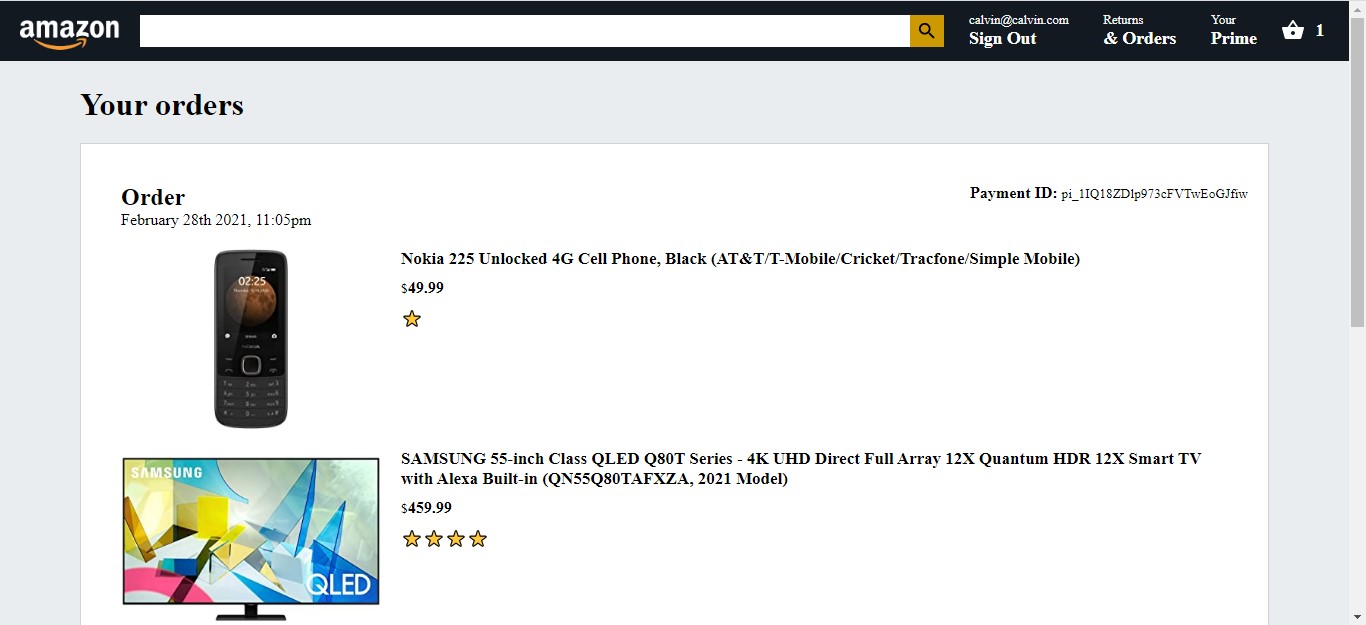 amazon
calvin@calvin.com
Sign Out
Returns
& Orders
Your
Prime
1
Your orders
Order
February 28th 2021, 11:05pm
Payment ID: pi_1IQ18ZDlp973cFVTwEoGJfiw
02:25
NOKIA
Nokia 225 Unlocked 4G Cell Phone, Black (AT&T/T-Mobile/Cricket/Tracfone/Simple Mobile)
$49.99
SAMSUNG
QLED
SAMSUNG 55-inch Class QLED Q80T Series - 4K UHD Direct Full Array 12X Quantum HDR 12X Smart TV
with Alexa Built-in (QN55Q80TAFXZA, 2021 Model)
$459.99